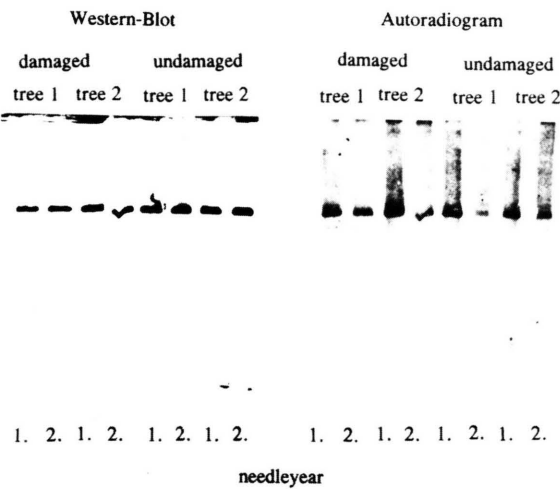 Western-Blot Autoradiogram
damaged undamaged damaged undamaged
tree 1 tree 2 tree 1 tree 2 tree 1 tree 2 tree 1 tree 2
1. 2. 1. 2. 1. 2. 1. 2. 1. 2. 1. 2. 1. 2. 1. 2.
needleyear